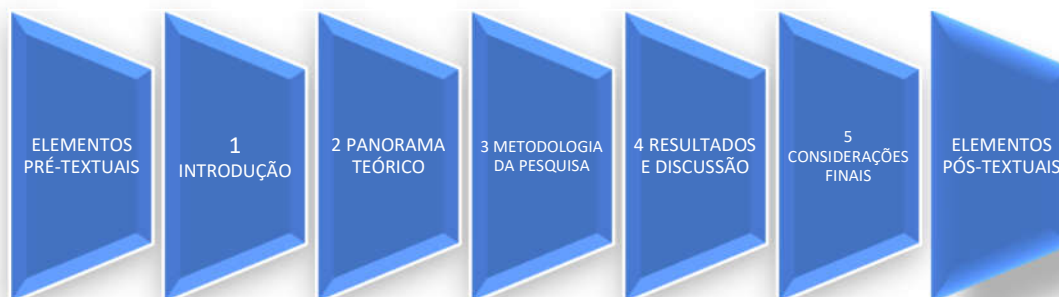 ELEMENTOS
PRÉ-TEXTUAIS
1
INTRODUÇÃO
2 PANORAMA
TEÓRICO
3 METODOLOGIA
DA PESQUISA
4 RESULTADOS
E DISCUSSÃO
5
CONSIDERAÇÕES
FINAIS
ELEMENTOS
PÓS-TEXTUAIS